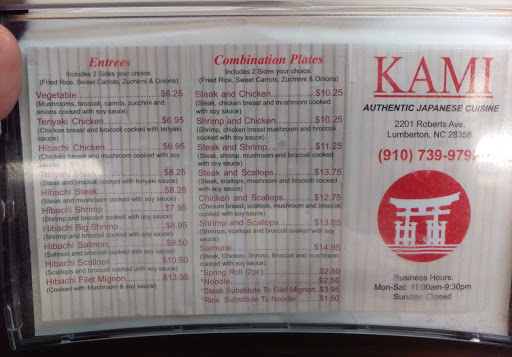 Entrees
Includes 2 Sides your choice.
(Fried Rice, Sweet Carrots, Zuchinni & Onions)
Vegetable $6.25
(Mushrooms, broccoli, carrots, zucchini and
onions cooked with soy sauce)
Teriyaki Chicken $6.95
(Chicken breast and broccoli cooked with teriyaki
sauce)
Hibachi Chicken $6.95
(Chicken breast and mushroom cooked with soy
sauce)
Teriyaki Steak $8.25
(Steak and broccoli cooked with teriyaki sauce)
Hibachi Steak $8.25
(Steak and mushroom cooked with soy sauce)
Hibachi Shrimp $7.95
(Shrimp and broccoli cooked with soy sauce)
Hibachi Big Shrimp $8.95
(Shrimp and broccoli cooked with soy sauce)
Hibachi Salmon $9.50
(Salmon and broccoli cooked with soy sauce)
Hibachi Scallops $10.50
(Scallops and broccoli cooked with soy sauce)
Hibachi Filet Mignon $13.95
(Cooked with Mushroom & soy sauce)
Combination Plates
Includes 2 Sides your choice.
(Fried Rice, Sweet Carrots, Zuchinni & Onions)
Steak and Chicken $10.25
(Steak, chicken breast and mushroom cooked
with soy sauce)
Shrimp and Chicken $10.25
(Shrimp, chicken breast and mushroom cooked
with soy sauce)
Steak and Shrimp $11.25
(Steak, shrimp, mushroom and broccoli cooked
with soy sauce)
Steak and Scallops $13.75
(Steak, scallops, mushroom and broccoli cooked
with soy sauce)
Chicken and Scallops $12.75
(Chicken breast, scallops, mushroom and broccoli
cooked with soy sauce)
Shrimp and Scallops $13.65
(Shrimps, scallops and broccoli cooked with soy
sauce)
Samurai $14.95
(Steak, Chicken, Shrimp, Broccoli and mushroom
cooked with soy sauce)
*Spring Roll (2pc) $2.50
*Noodle $2.50
*Steak Substitute To Filet Mignon $3.95
*Rice Substitute To Noodle $1.50
KAMI
AUTHENTIC JAPANESE CUISINE
2201 Roberts Ave.
Lumberton, NC 28358
(910) 739-979
Business Hours:
Mon-Sat: 11:00am-9:30pm
Sunday: Closed